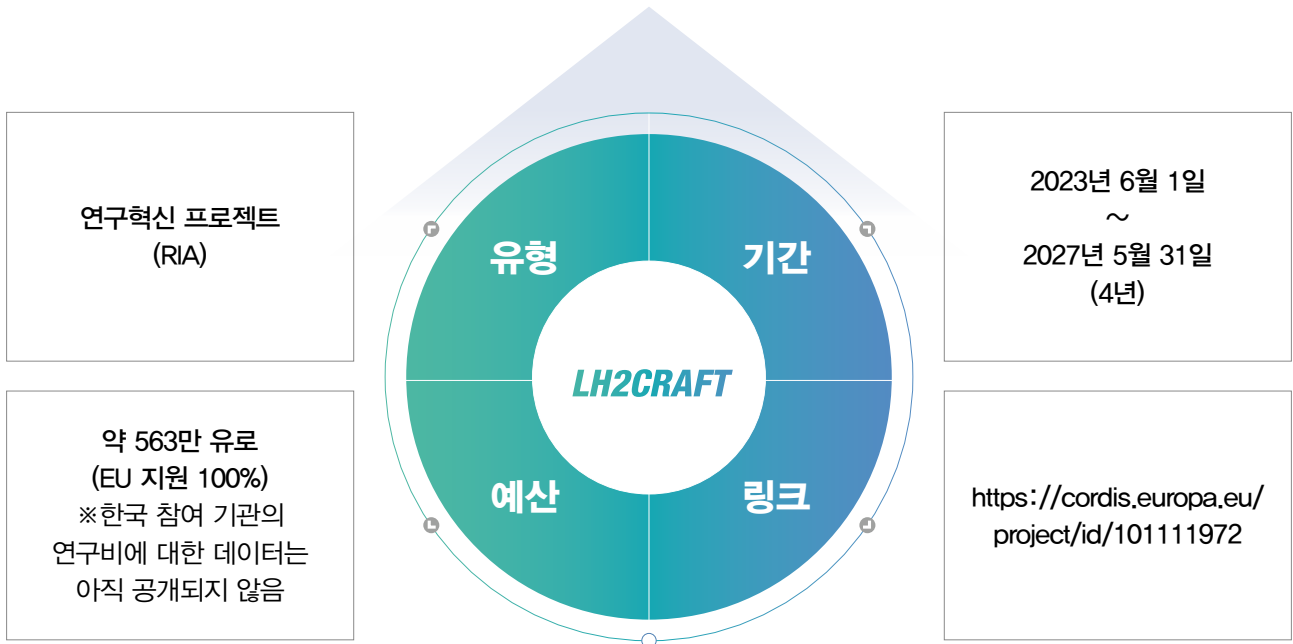 연구혁신 프로젝트
(RIA)
유형
기간
2023년 6월 1일
~
2027년 5월 31일
(4년)
LH2CRAFT
약 563만 유로
(EU 지원 100%)
※한국 참여 기관의
연구비에 대한 데이터는
아직 공개되지 않음
예산
링크
https://cordis.europa.eu/
project/id/101111972